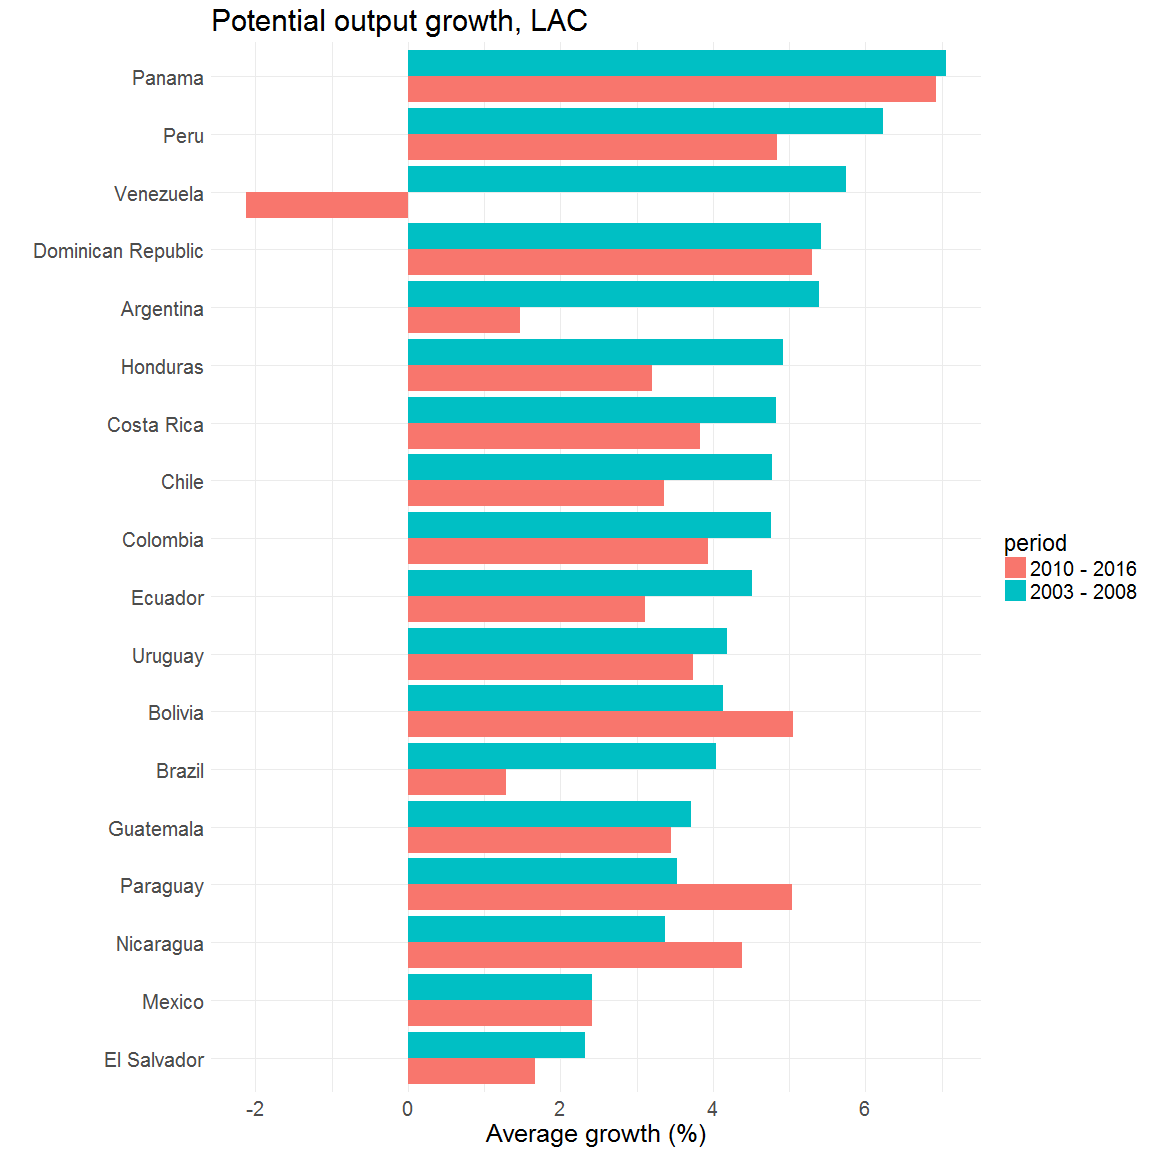 Potential output growth, LAC
Panama
Peru
Venezuela
Dominican Republic
Argentina
Honduras
Costa Rica
Chile
Colombia
Ecuador
Uruguay
Bolivia
Brazil
Guatemala
Paraguay
Nicaragua
Mexico
El Salvador
-2 0 2 4 6
Average growth (%)
period
2010 - 2016
2003 - 2008